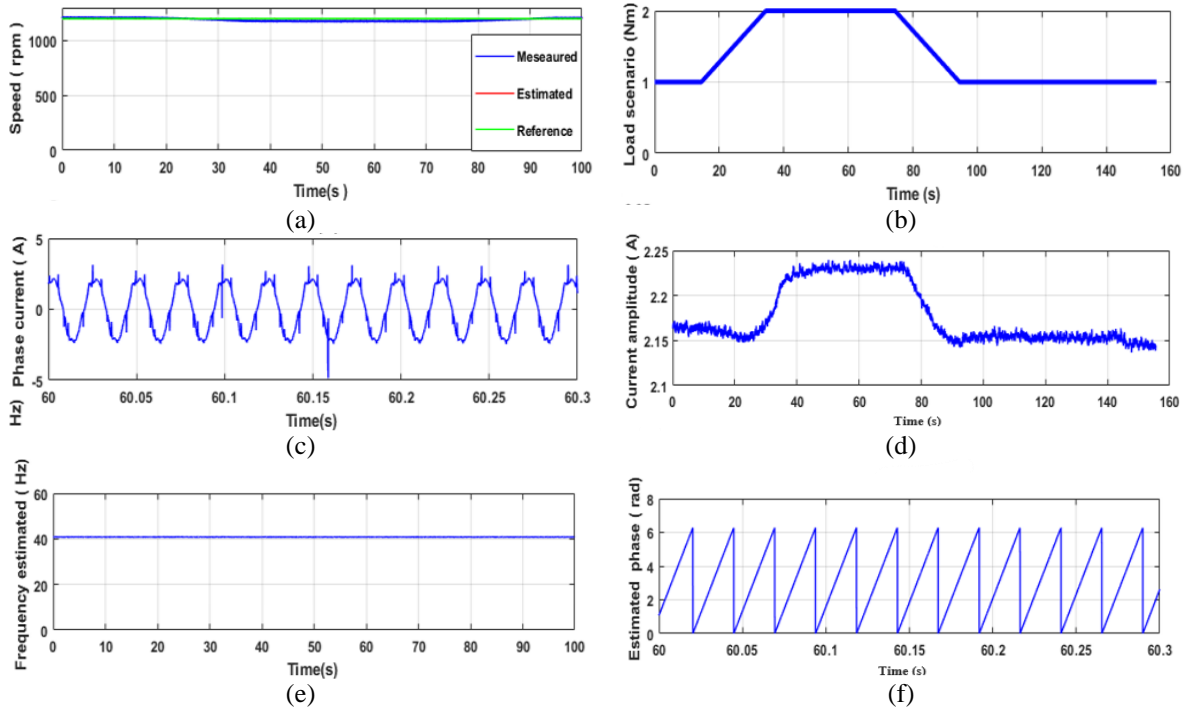 Speed ( rpm)
1000
500
0
Meseaured
Estimated
Reference
0 10 20 30 40 50 60 70 80 90 100
Time(s )
(a)
Load scenario (Nm)
2
1
0
0 20 40 60 80 100 120 140 160
Time (s)
(b)
Phase current ( A)
5
0
-5
60 60.05 60.1 60.15 60.2 60.25 60.3
Time(s)
(c)
Current amplitude ( A)
2.25
2.2
2.15
2.1
0 20 40 60 80 100 120 140 160
Time (s)
(d)
Hz)
Frequency estimated ( Hz)
60
40
20
0
0 10 20 30 40 50 60 70 80 90 100
Time(s)
(e)
Estimated phase ( rad)
8
6
4
2
0
60 60.05 60.1 60.15 60.2 60.25 60.3
Time (s)
(f)